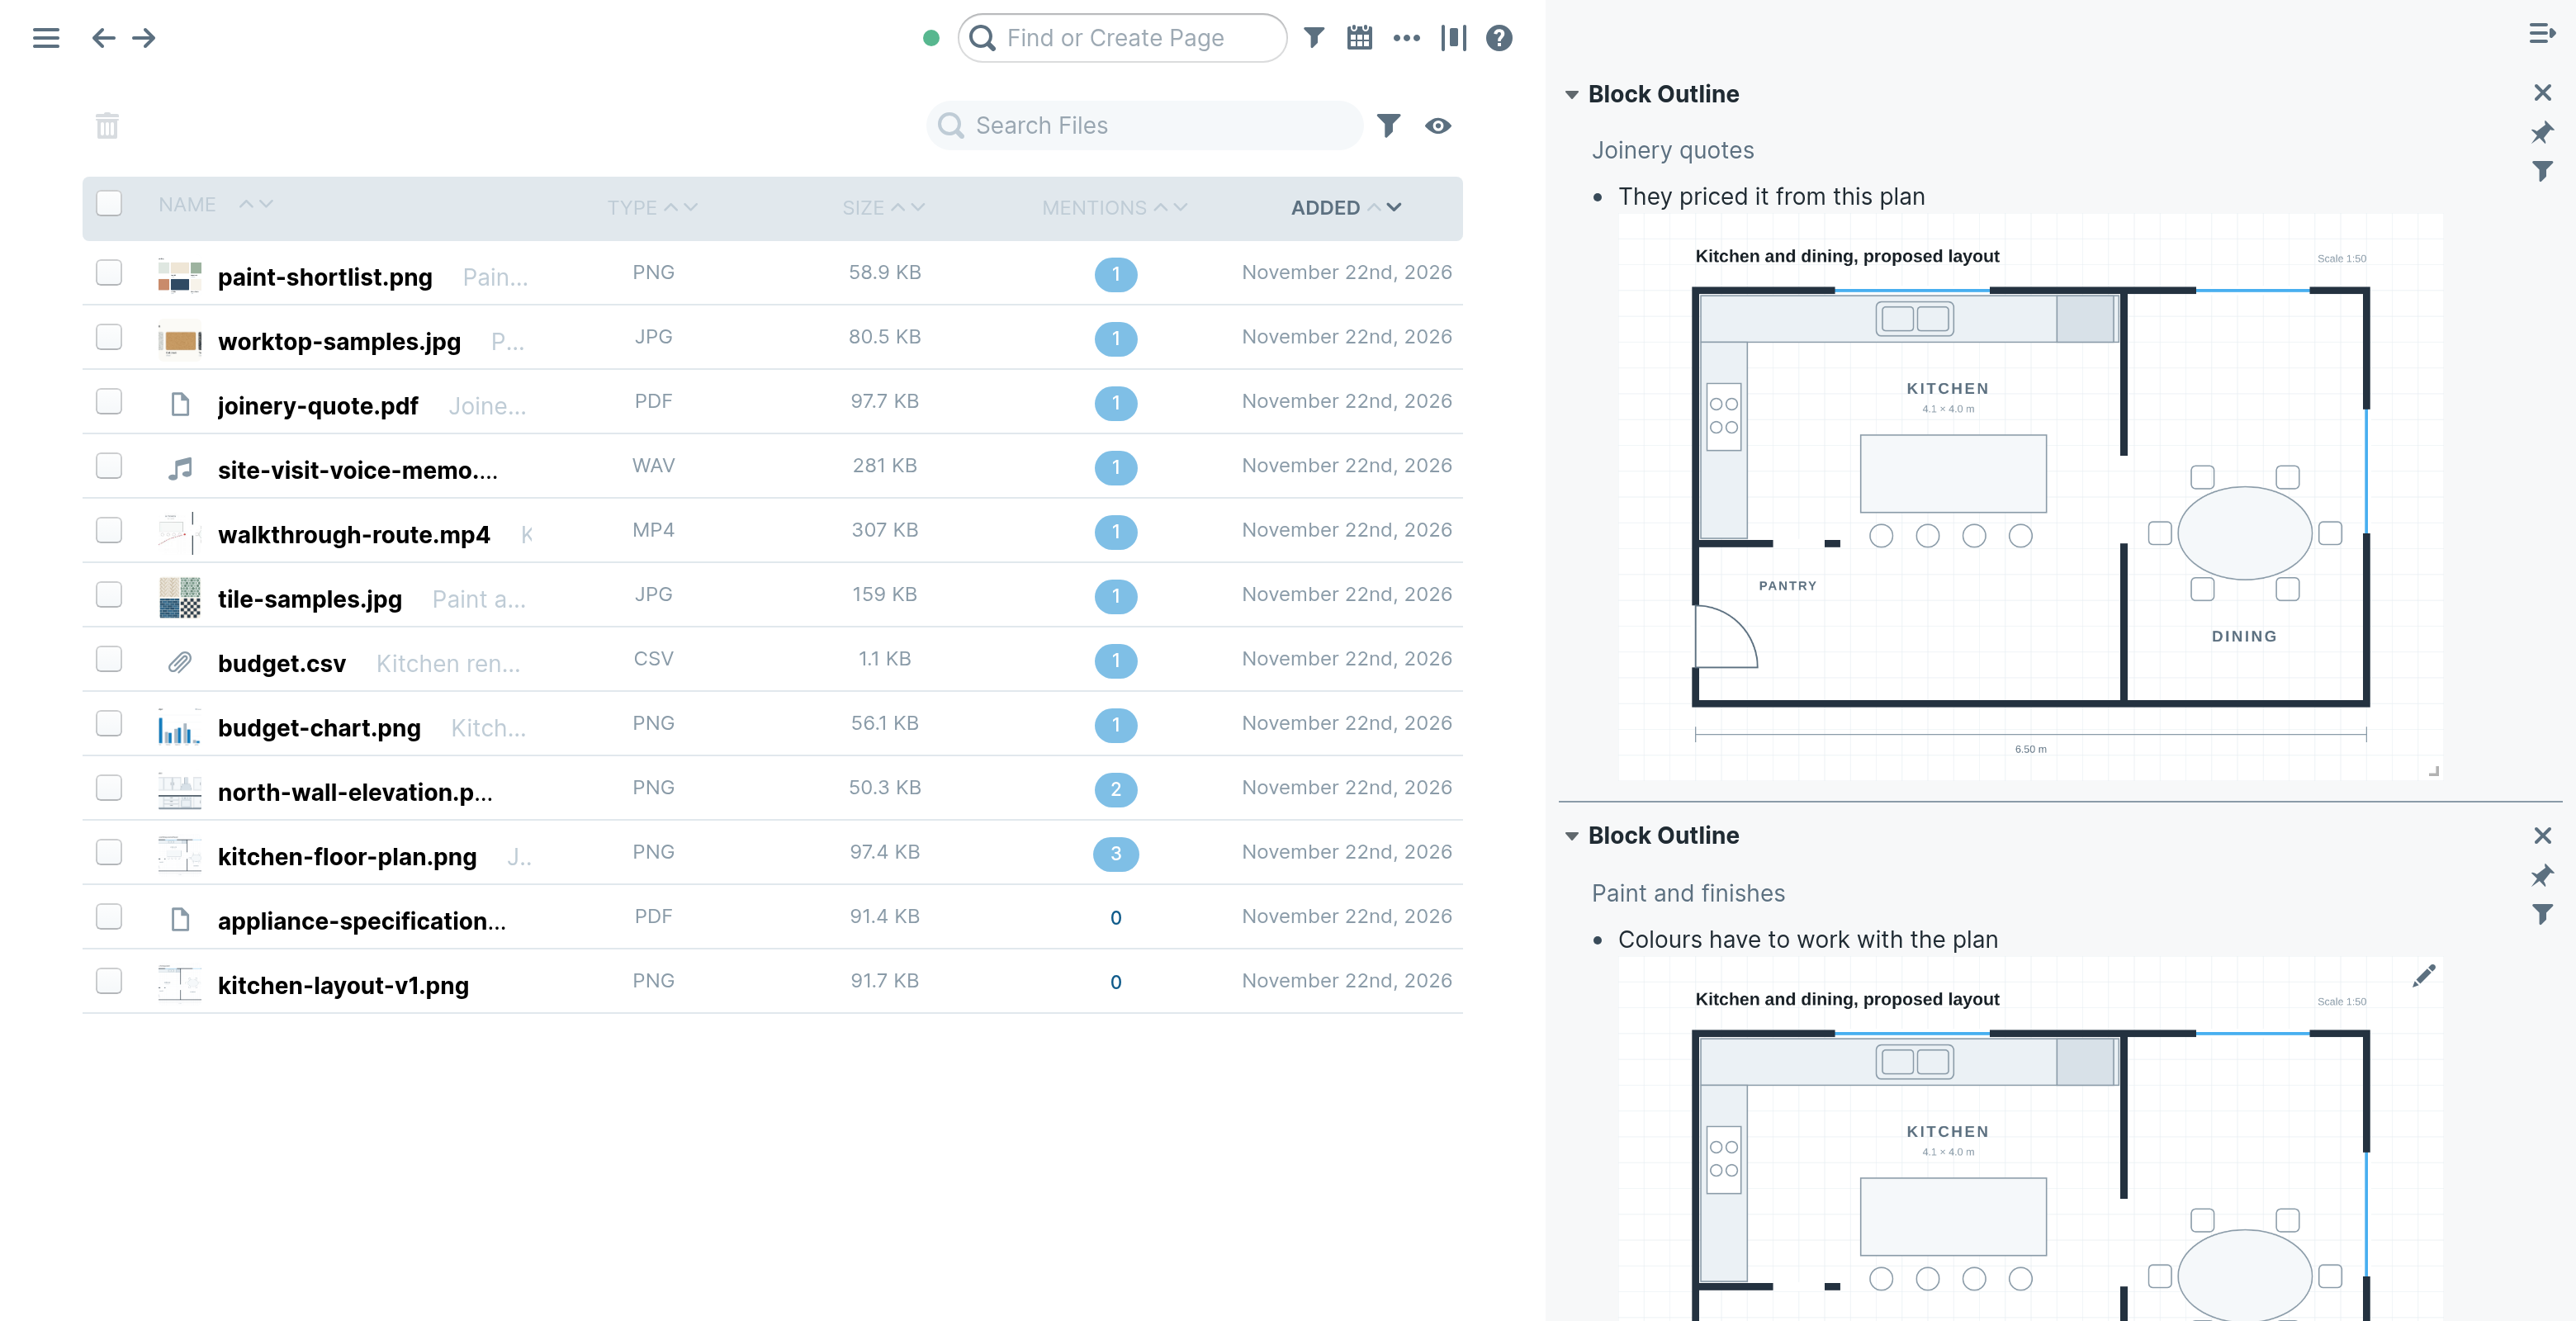 Find or Create Page
Search Files
NAME TYPE SIZE MENTIONS ADDED
paint-shortlist.png Pain... PNG 58.9 KB 1 November 22nd, 2026
worktop-samples.jpg P... JPG 80.5 KB 1 November 22nd, 2026
joinery-quote.pdf Joine... PDF 97.7 KB 1 November 22nd, 2026
site-visit-voice-memo.... WAV 281 KB 1 November 22nd, 2026
walkthrough-route.mp4 K MP4 307 KB 1 November 22nd, 2026
tile-samples.jpg Paint a... JPG 159 KB 1 November 22nd, 2026
budget.csv Kitchen ren... CSV 1.1 KB 1 November 22nd, 2026
budget-chart.png Kitch... PNG 56.1 KB 1 November 22nd, 2026
north-wall-elevation.p... PNG 50.3 KB 2 November 22nd, 2026
kitchen-floor-plan.png J.. PNG 97.4 KB 3 November 22nd, 2026
appliance-specification... PDF 91.4 KB 0 November 22nd, 2026
kitchen-layout-v1.png PNG 91.7 KB 0 November 22nd, 2026
Block Outline
Joinery quotes
They priced it from this plan
Kitchen and dining, proposed layout
Scale 1:50
KITCHEN
4.1 × 4.0 m
PANTRY
DINING
6.50 m
Block Outline
Paint and finishes
Colours have to work with the plan
Kitchen and dining, proposed layout
Scale 1:50
KITCHEN
4.1 × 4.0 m